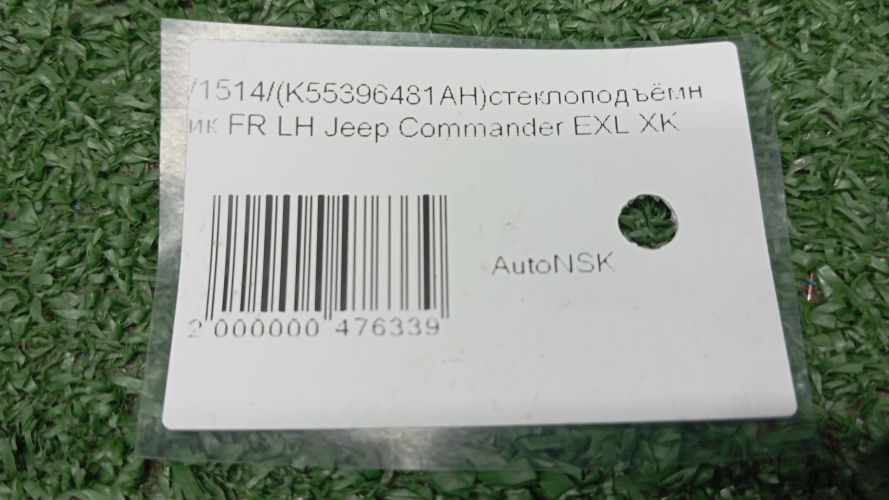 /1514/(K55396481AH)стеклоподъёмн
ик FR LH Jeep Commander EXL XK
AutoNSK
2 000000 476339